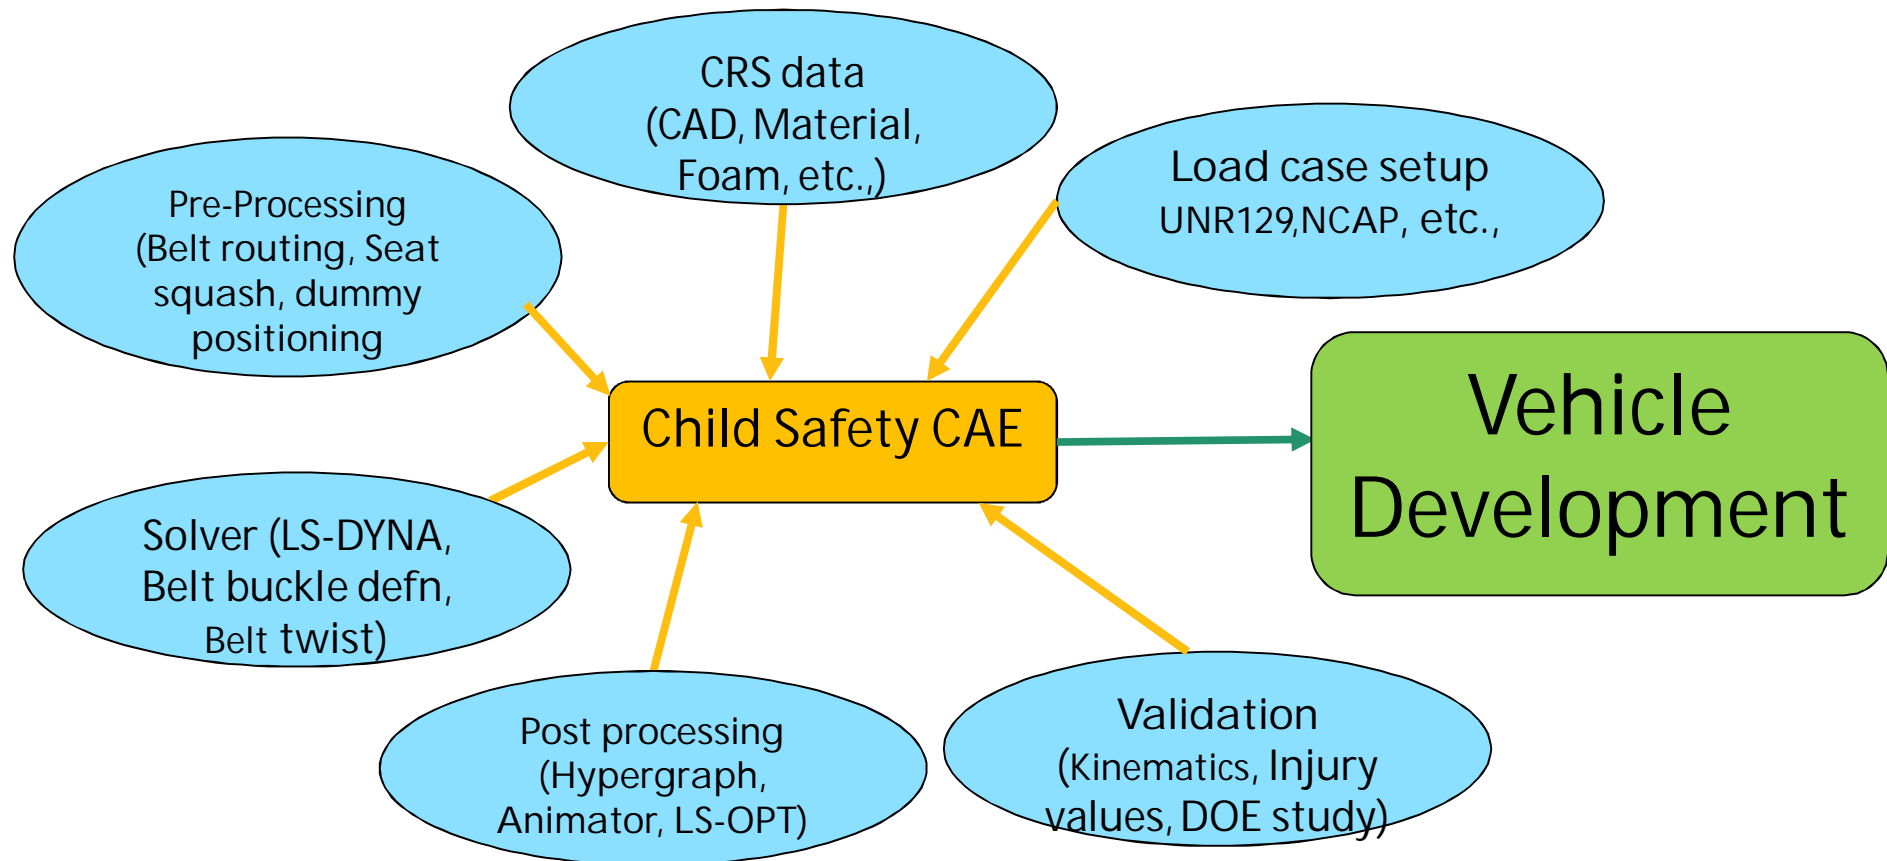 CRS data
(CAD, Material,
Foam, etc.,)
Load case setup
UNR129,NCAP, etc.,
Pre-Processing
(Belt routing, Seat
squash, dummy
positioning
Child Safety CAE
Vehicle
Development
Solver (LS-DYNA,
Belt buckle defn,
Belt twist)
Post processing
(Hypergraph,
Animator, LS-OPT)
Validation
(Kinematics, Injury
values, DOE study)